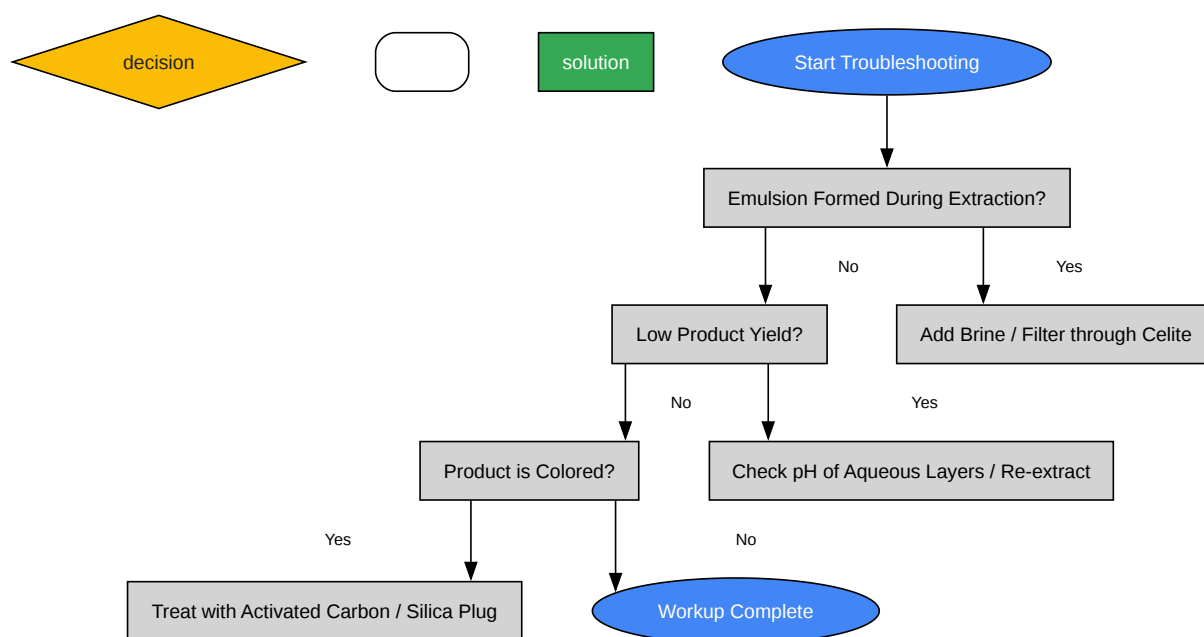 decision
solution
Start Troubleshooting
Emulsion Formed During Extraction?
No
Yes
Low Product Yield?
Add Brine / Filter through Celite
No
Yes
Product is Colored?
Check pH of Aqueous Layers / Re-extract
Yes
No
Treat with Activated Carbon / Silica Plug
Workup Complete